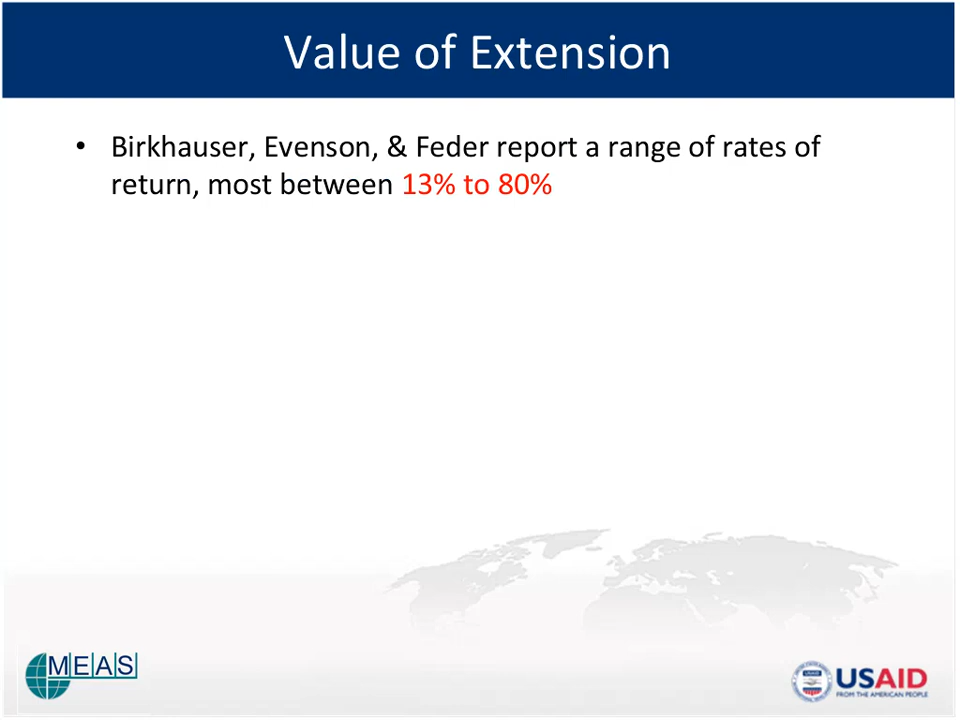 Value of Extension
• Birkhauser, Evenson, & Feder report a range of rates of
return, most between 13% to 80%
MEAS
USAID
USAID
FROM THE AMERICAN PEOPLE